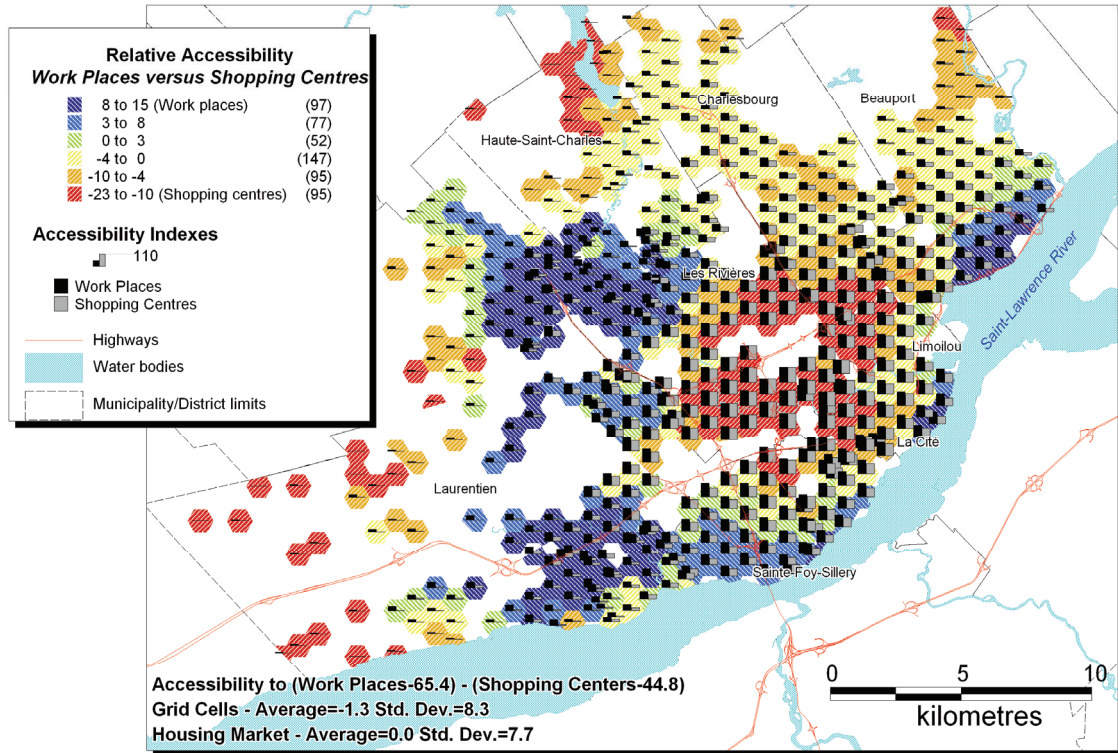 Relative Accessibility
Work Places versus Shopping Centres
8 to 15 (Work places) (97)
3 to 8 (77)
0 to 3 (52)
-4 to 0 (147)
-10 to -4 (95)
-23 to -10 (Shopping centres) (95)
Accessibility Indexes
110
Work Places
Shopping Centres
Highways
Water bodies
Municipality/District limits
Charlesbourg
Beauport
Haute-Saint-Charles
Les Rivières
Saint-Lawrence River
Limoilou
La Cité
Laurentien
Sainte-Foy-Sillery
Accessibility to (Work Places-65.4) - (Shopping Centers-44.8)
Grid Cells - Average=-1.3 Std. Dev.=8.3
Housing Market - Average=0.0 Std. Dev.=7.7
0 5 10
kilometres